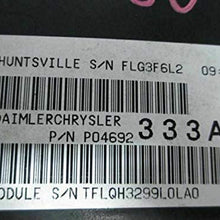 HUNTSVILLE S/N FLG3F6L2 09
DAIMLERCHRYSLER
P/N P04692 333A
MODULE S/N TFLQH3299L0LA0